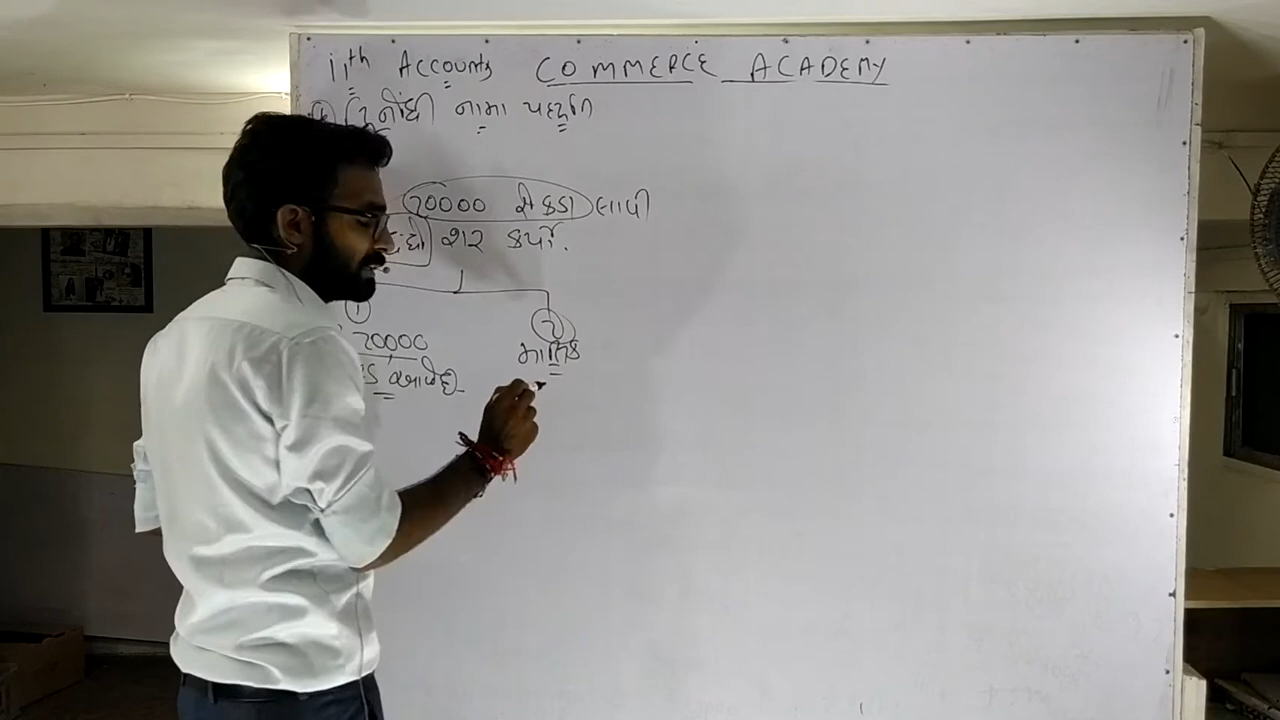 11th Accounts COMMERCE ACADEMY
દ્વિનોંધી નામા પદ્ધતિ
20000 રોકડા લાવી
ધંધો શરૂ કર્યો.
1
20000
2
માલિક